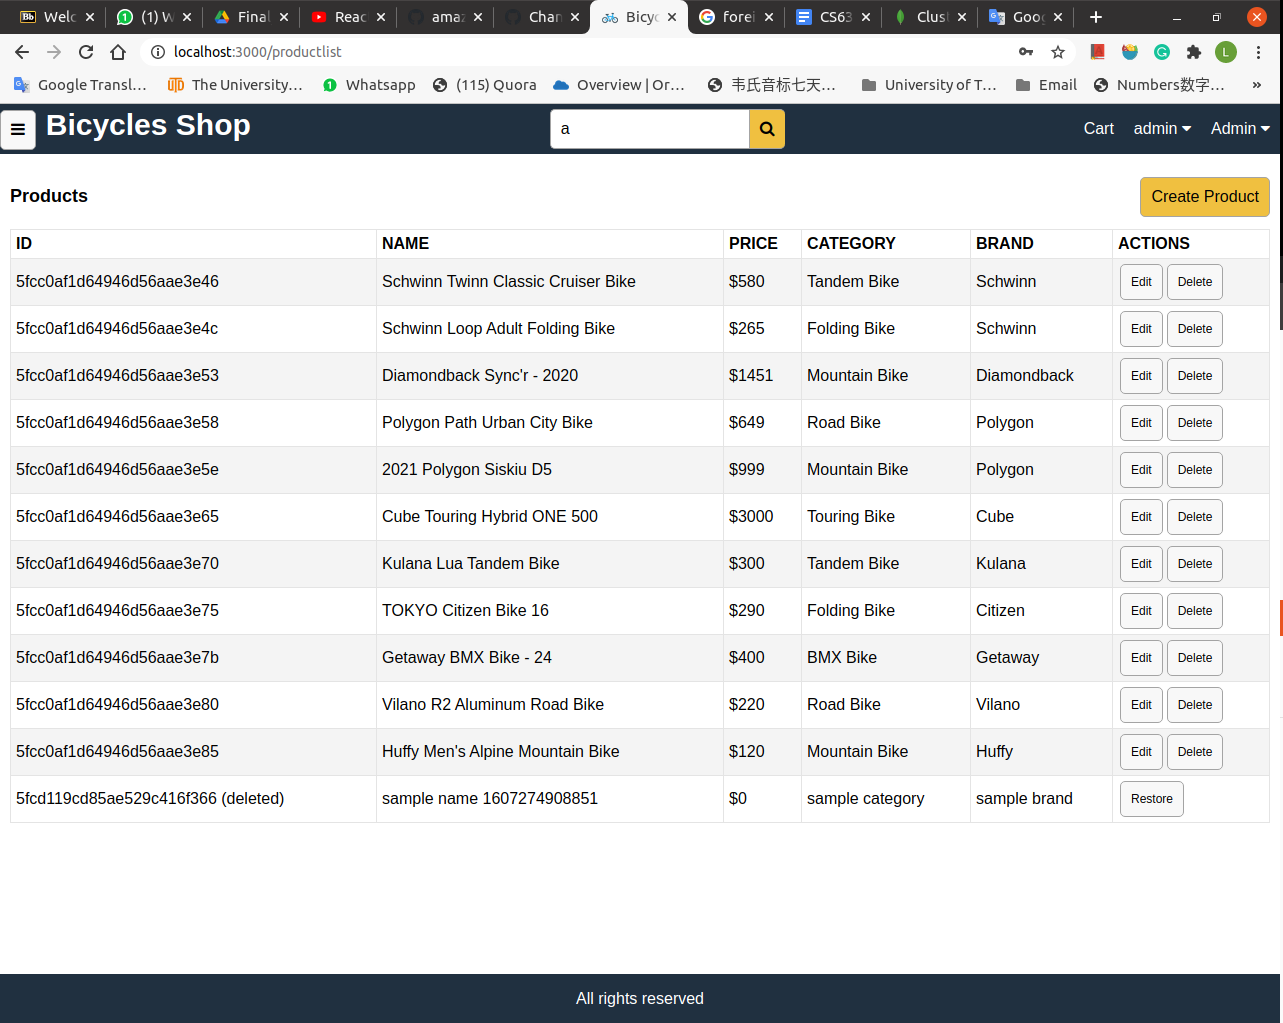 Welc
(1) W
Final
Reac
amaz
Chan
Bicyc
forei
CS63
Clust
Goog
localhost:3000/productlist
L
Google Transl...
The University...
Whatsapp
(115) Quora
Overview | Or...
韦氏音标七天...
University of T...
Email
Numbers数字...
»
Bicycles Shop
a
Cart
admin
Admin
Products
Create Product
ID NAME PRICE CATEGORY BRAND ACTIONS
5fcc0af1d64946d56aae3e46 Schwinn Twinn Classic Cruiser Bike $580 Tandem Bike Schwinn Edit Delete
5fcc0af1d64946d56aae3e4c Schwinn Loop Adult Folding Bike $265 Folding Bike Schwinn Edit Delete
5fcc0af1d64946d56aae3e53 Diamondback Sync'r - 2020 $1451 Mountain Bike Diamondback Edit Delete
5fcc0af1d64946d56aae3e58 Polygon Path Urban City Bike $649 Road Bike Polygon Edit Delete
5fcc0af1d64946d56aae3e5e 2021 Polygon Siskiu D5 $999 Mountain Bike Polygon Edit Delete
5fcc0af1d64946d56aae3e65 Cube Touring Hybrid ONE 500 $3000 Touring Bike Cube Edit Delete
5fcc0af1d64946d56aae3e70 Kulana Lua Tandem Bike $300 Tandem Bike Kulana Edit Delete
5fcc0af1d64946d56aae3e75 TOKYO Citizen Bike 16 $290 Folding Bike Citizen Edit Delete
5fcc0af1d64946d56aae3e7b Getaway BMX Bike - 24 $400 BMX Bike Getaway Edit Delete
5fcc0af1d64946d56aae3e80 Vilano R2 Aluminum Road Bike $220 Road Bike Vilano Edit Delete
5fcc0af1d64946d56aae3e85 Huffy Men's Alpine Mountain Bike $120 Mountain Bike Huffy Edit Delete
5fcd119cd85ae529c416f366 (deleted) sample name 1607274908851 $0 sample category sample brand Restore
All rights reserved